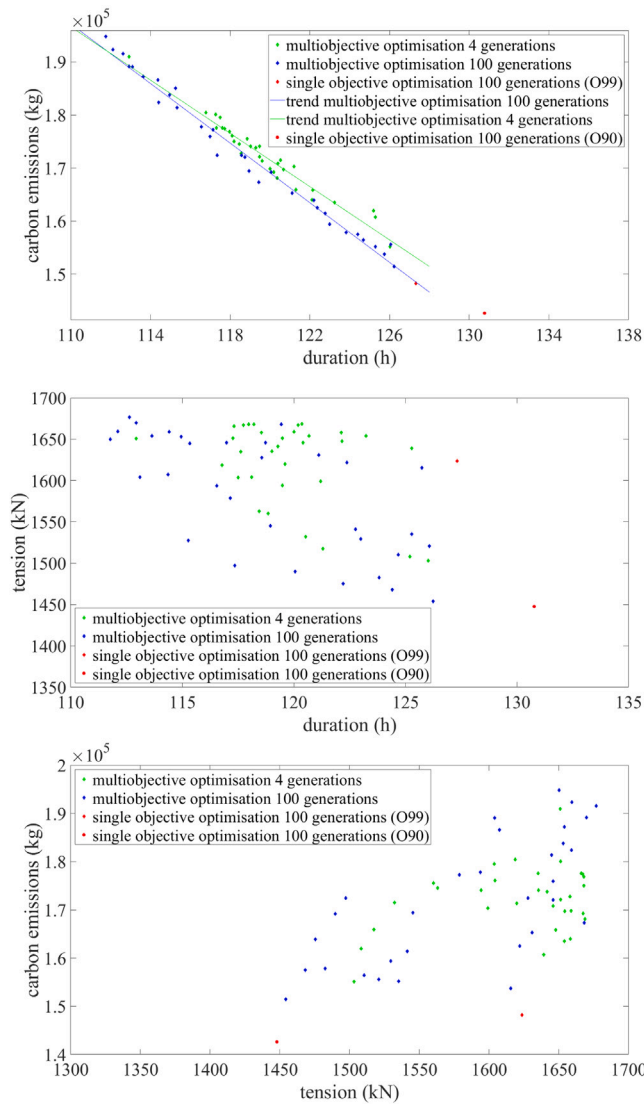 ×10⁵
1.9
1.8
1.7
1.6
1.5
carbon emissions (kg)
multiobjective optimisation 4 generations
multiobjective optimisation 100 generations
single objective optimisation 100 generations (O99)
trend multiobjective optimisation 100 generations
trend multiobjective optimisation 4 generations
single objective optimisation 100 generations (O90)
110 114 118 122 126 130 134 138
duration (h)
1700
1650
1600
1550
1500
1450
1400
1350
tension (kN)
multiobjective optimisation 4 generations
multiobjective optimisation 100 generations
single objective optimisation 100 generations (O99)
single objective optimisation 100 generations (O90)
110 115 120 125 130 135
duration (h)
×10⁵
2
1.9
1.8
1.7
1.6
1.5
1.4
carbon emissions (kg)
multiobjective optimisation 4 generations
multiobjective optimisation 100 generations
single objective optimisation 100 generations (O99)
single objective optimisation 100 generations (O90)
1300 1350 1400 1450 1500 1550 1600 1650 1700
tension (kN)